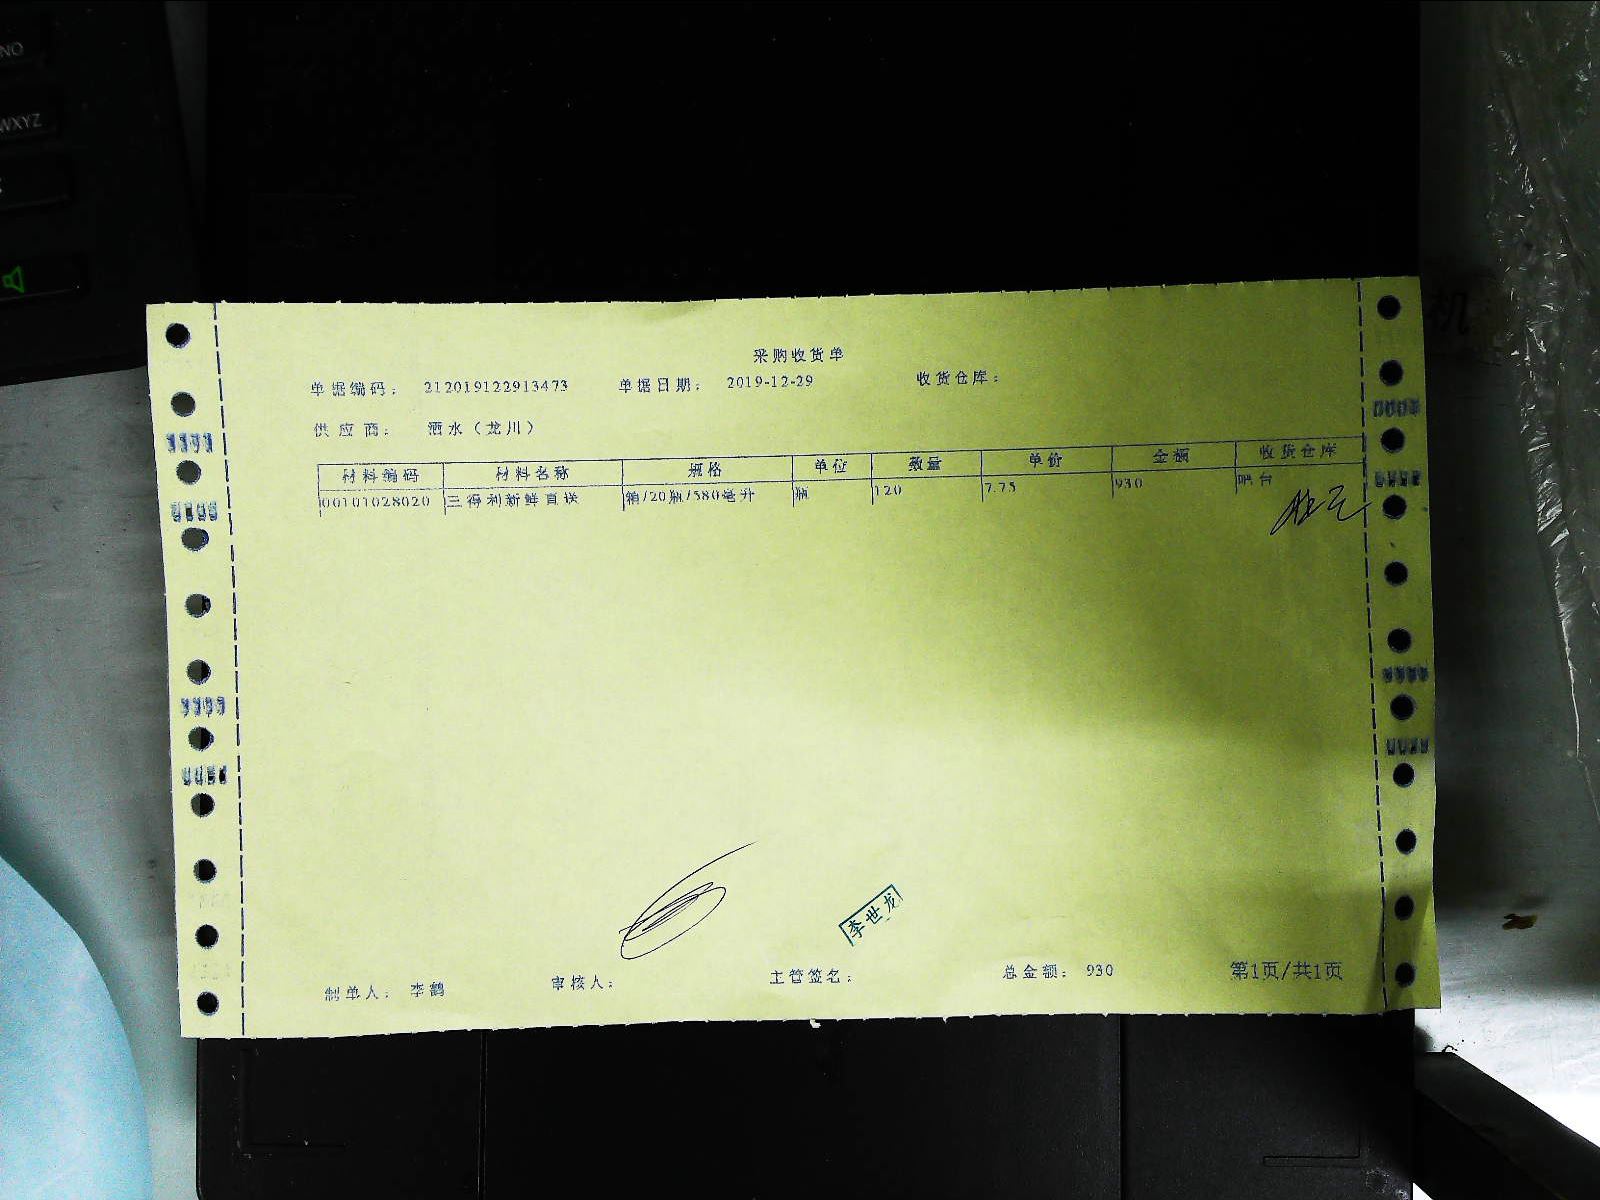 NO
WXYZ
机
采购收货单
单据编码： 212019122913473 单据日期： 2019-12-29 收货仓库：
供应商： 酒水（龙川）
材料编码 材料名称 规格 单位 数量 单价 金额 收货仓库
00101028020 三得利新鲜直送 箱/20瓶/580毫升 瓶 120 7.75 930 吧台
李世龙
制单人： 李鹤 审核人： 主管签名： 总金额： 930 第1页/共1页